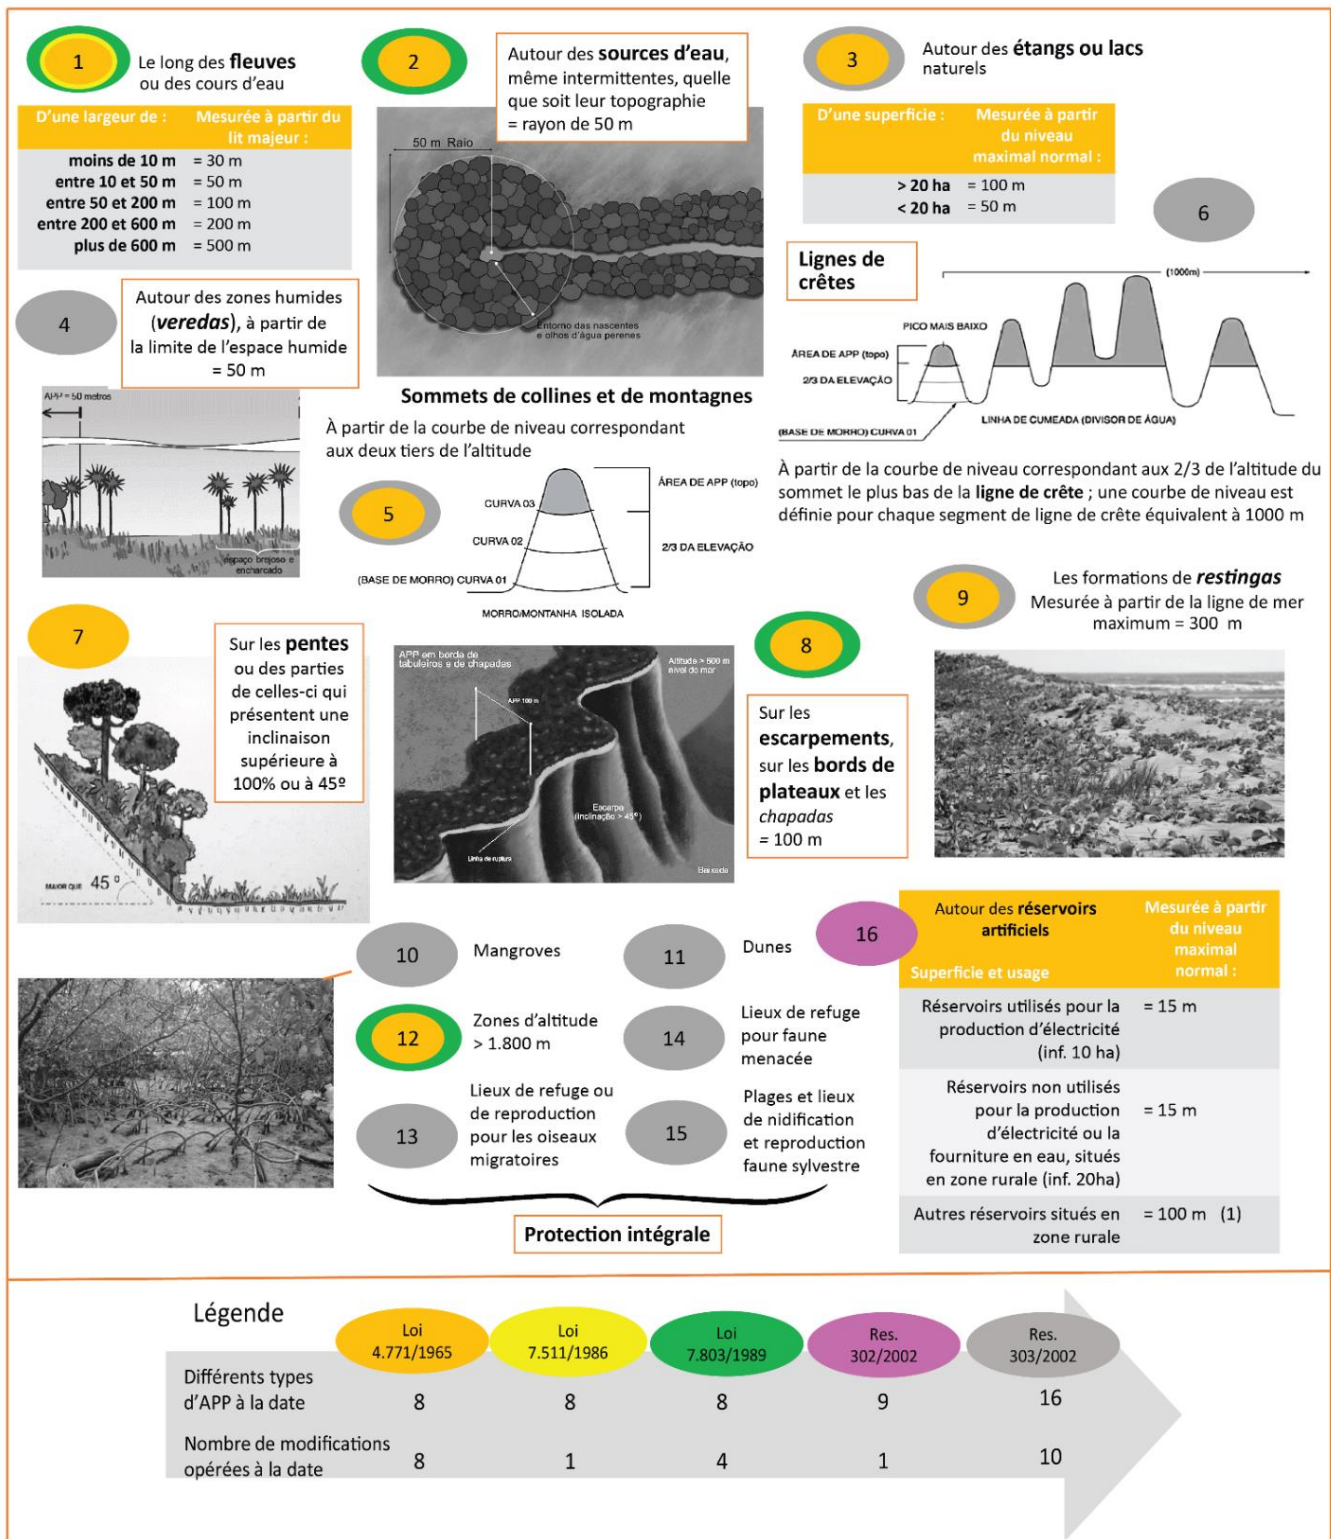 1
Le long des fleuves
ou des cours d'eau
D'une largeur de :
Mesurée à partir du
lit majeur :
moins de 10 m = 30 m
entre 10 et 50 m = 50 m
entre 50 et 200 m = 100 m
entre 200 et 600 m = 200 m
plus de 600 m = 500 m
2
Autour des sources d'eau,
même intermittentes, quelle
que soit leur topographie
= rayon de 50 m
50 m Raio
Entorno das nascentes
e olhos d'água perenes
3
Autour des étangs ou lacs
naturels
D'une superficie :
Mesurée à partir
du niveau
maximal normal :
> 20 ha = 100 m
< 20 ha = 50 m
4
Autour des zones humides
(veredas), à partir de
la limite de l'espace humide
= 50 m
APP = 50 metros
espaço brejoso e
encharcado
Sommets de collines et de montagnes
À partir de la courbe de niveau correspondant
aux deux tiers de l'altitude
5
CURVA 03
CURVA 02
(BASE DE MORRO) CURVA 01
ÁREA DE APP (topo)
2/3 DA ELEVAÇÃO
MORRO/MONTANHA ISOLADA
6
Lignes de
crêtes
(1000m)
PICO MAIS BAIXO
ÁREA DE APP (topo)
2/3 DA ELEVAÇÃO
(BASE DE MORRO) CURVA 01
LINHA DE CUMEADA (DIVISOR DE ÁGUA)
À partir de la courbe de niveau correspondant aux 2/3 de l'altitude du
sommet le plus bas de la ligne de crête ; une courbe de niveau est
définie pour chaque segment de ligne de crête équivalent à 1000 m
7
Sur les pentes
ou des parties
de celles-ci qui
présentent une
inclinaison
supérieure à
100% ou à 45º
MAIOR QUE 45º
APP em borda de
tabuleiros e de chapadas
Altitude > 600 m
nivel do mar
APP 100 m
Escarpa
(inclinação > 45º)
Linha de ruptura
Baixada
8
Sur les
escarpements,
sur les bords de
plateaux et les
chapadas
= 100 m
9
Les formations de restingas
Mesurée à partir de la ligne de mer
maximum = 300 m
10
Mangroves
11
Dunes
12
Zones d'altitude
> 1.800 m
14
Lieux de refuge
pour faune
menacée
13
Lieux de refuge ou
de reproduction
pour les oiseaux
migratoires
15
Plages et lieux
de nidification
et reproduction
faune sylvestre
Protection intégrale
16
Autour des réservoirs
artificiels
Superficie et usage
Mesurée à partir
du niveau
maximal
normal :
Réservoirs utilisés pour la
production d'électricité
(inf. 10 ha)
= 15 m
Réservoirs non utilisés
pour la production
d'électricité ou la
fourniture en eau, situés
en zone rurale (inf. 20ha)
= 15 m
Autres réservoirs situés en
zone rurale
= 100 m (1)
Légende
Loi
4.771/1965
Loi
7.511/1986
Loi
7.803/1989
Res.
302/2002
Res.
303/2002
Différents types
d'APP à la date
8 8 8 9 16
Nombre de modifications
opérées à la date
8 1 4 1 10